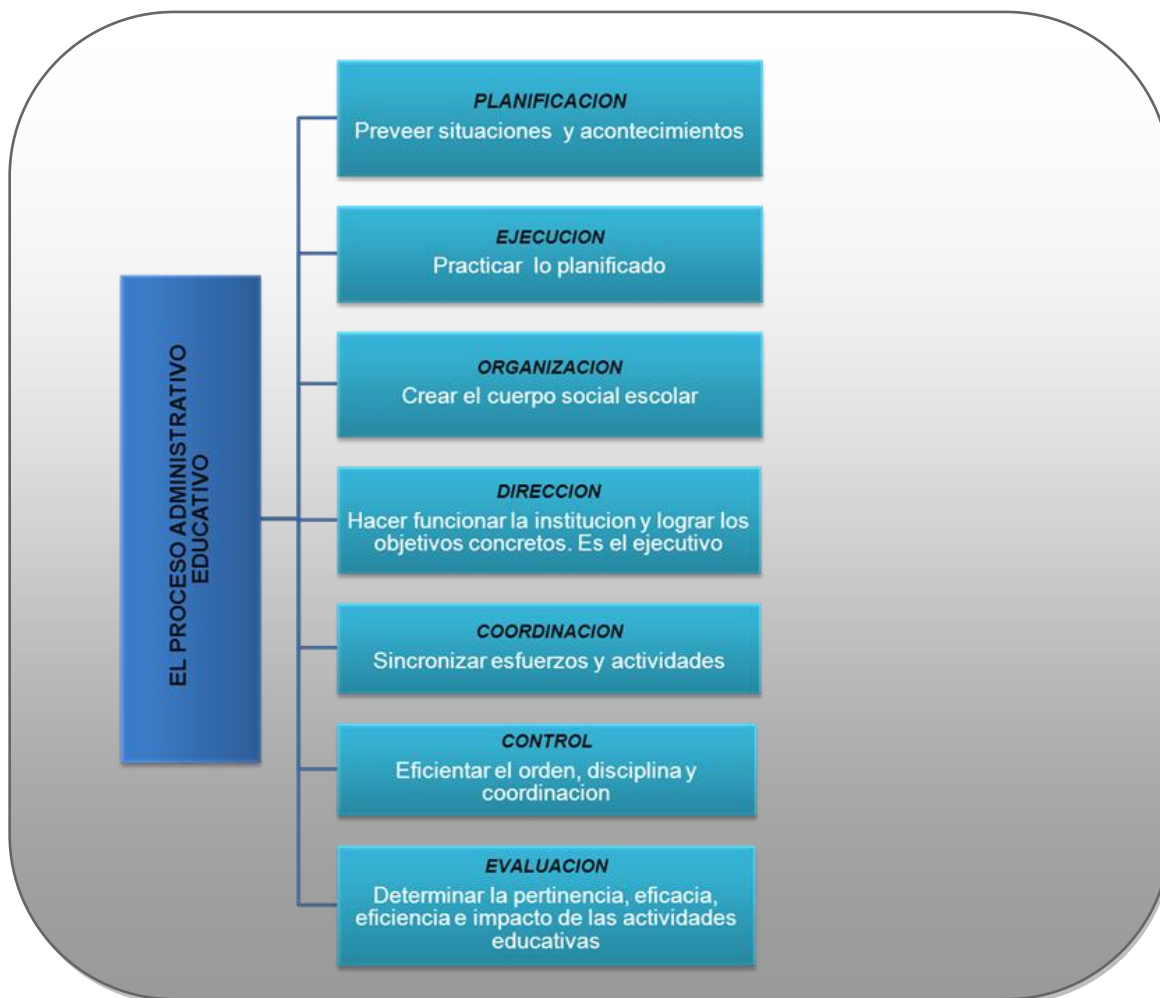 EL PROCESO ADMINISTRATIVO
EDUCATIVO
PLANIFICACION
Preveer situaciones y acontecimientos
EJECUCION
Practicar lo planificado
ORGANIZACION
Crear el cuerpo social escolar
DIRECCION
Hacer funcionar la institucion y lograr los
objetivos concretos. Es el ejecutivo
COORDINACION
Sincronizar esfuerzos y actividades
CONTROL
Eficientar el orden, disciplina y
coordinacion
EVALUACION
Determinar la pertinencia, eficacia,
eficiencia e impacto de las actividades
educativas